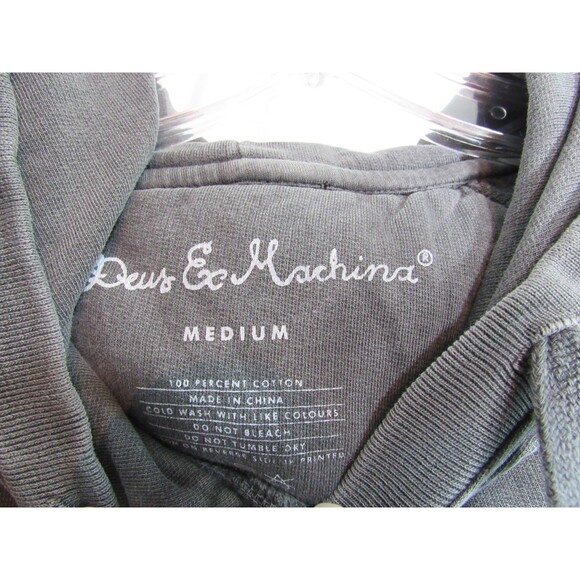 Deus Ex Machina®
MEDIUM
100 PERCENT COTTON
MADE IN CHINA
COLD WASH WITH LIKE COLOURS
DO NOT BLEACH
DO NOT TUMBLE DRY
ON REVERSE SIDE IF PRINTED